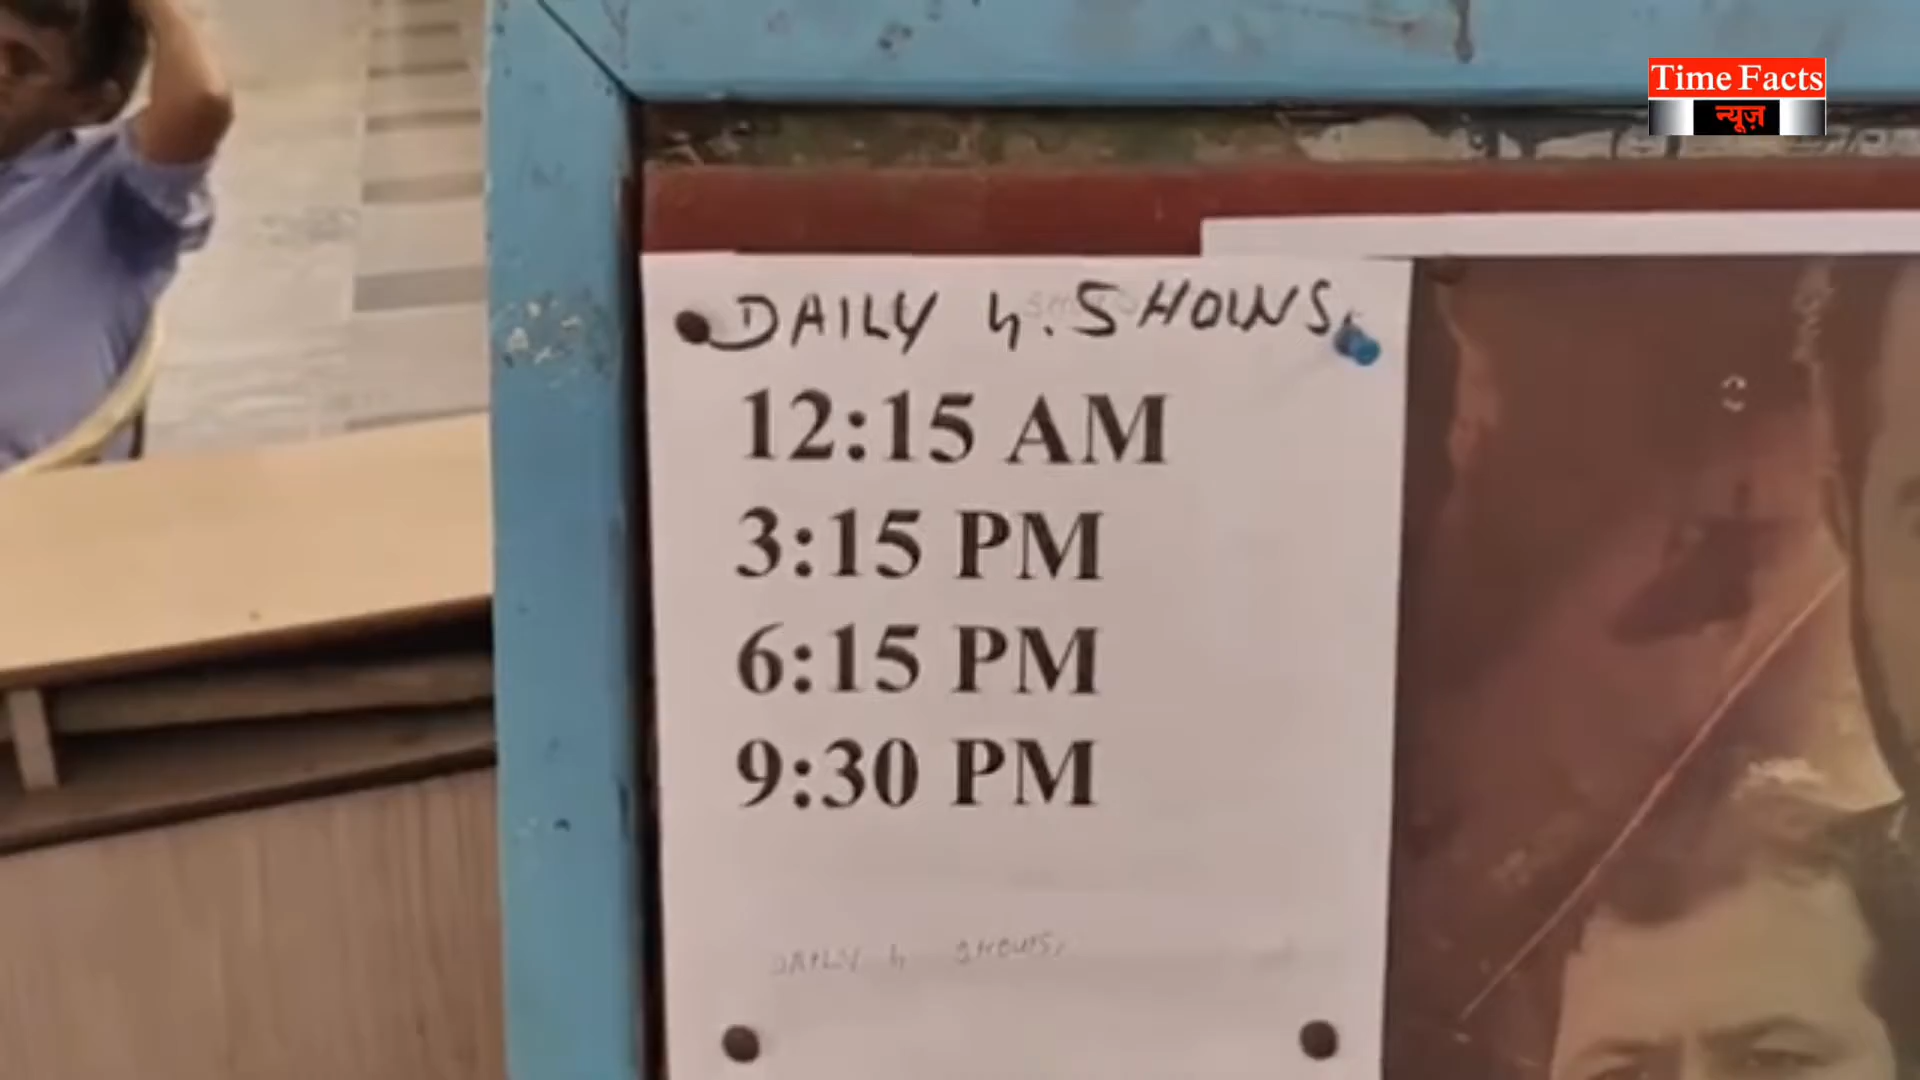 Time Facts
न्यूज़
DAILY 4. SHOWS.
12:15 AM
3:15 PM
6:15 PM
9:30 PM
DAILY 4 SHOWS,